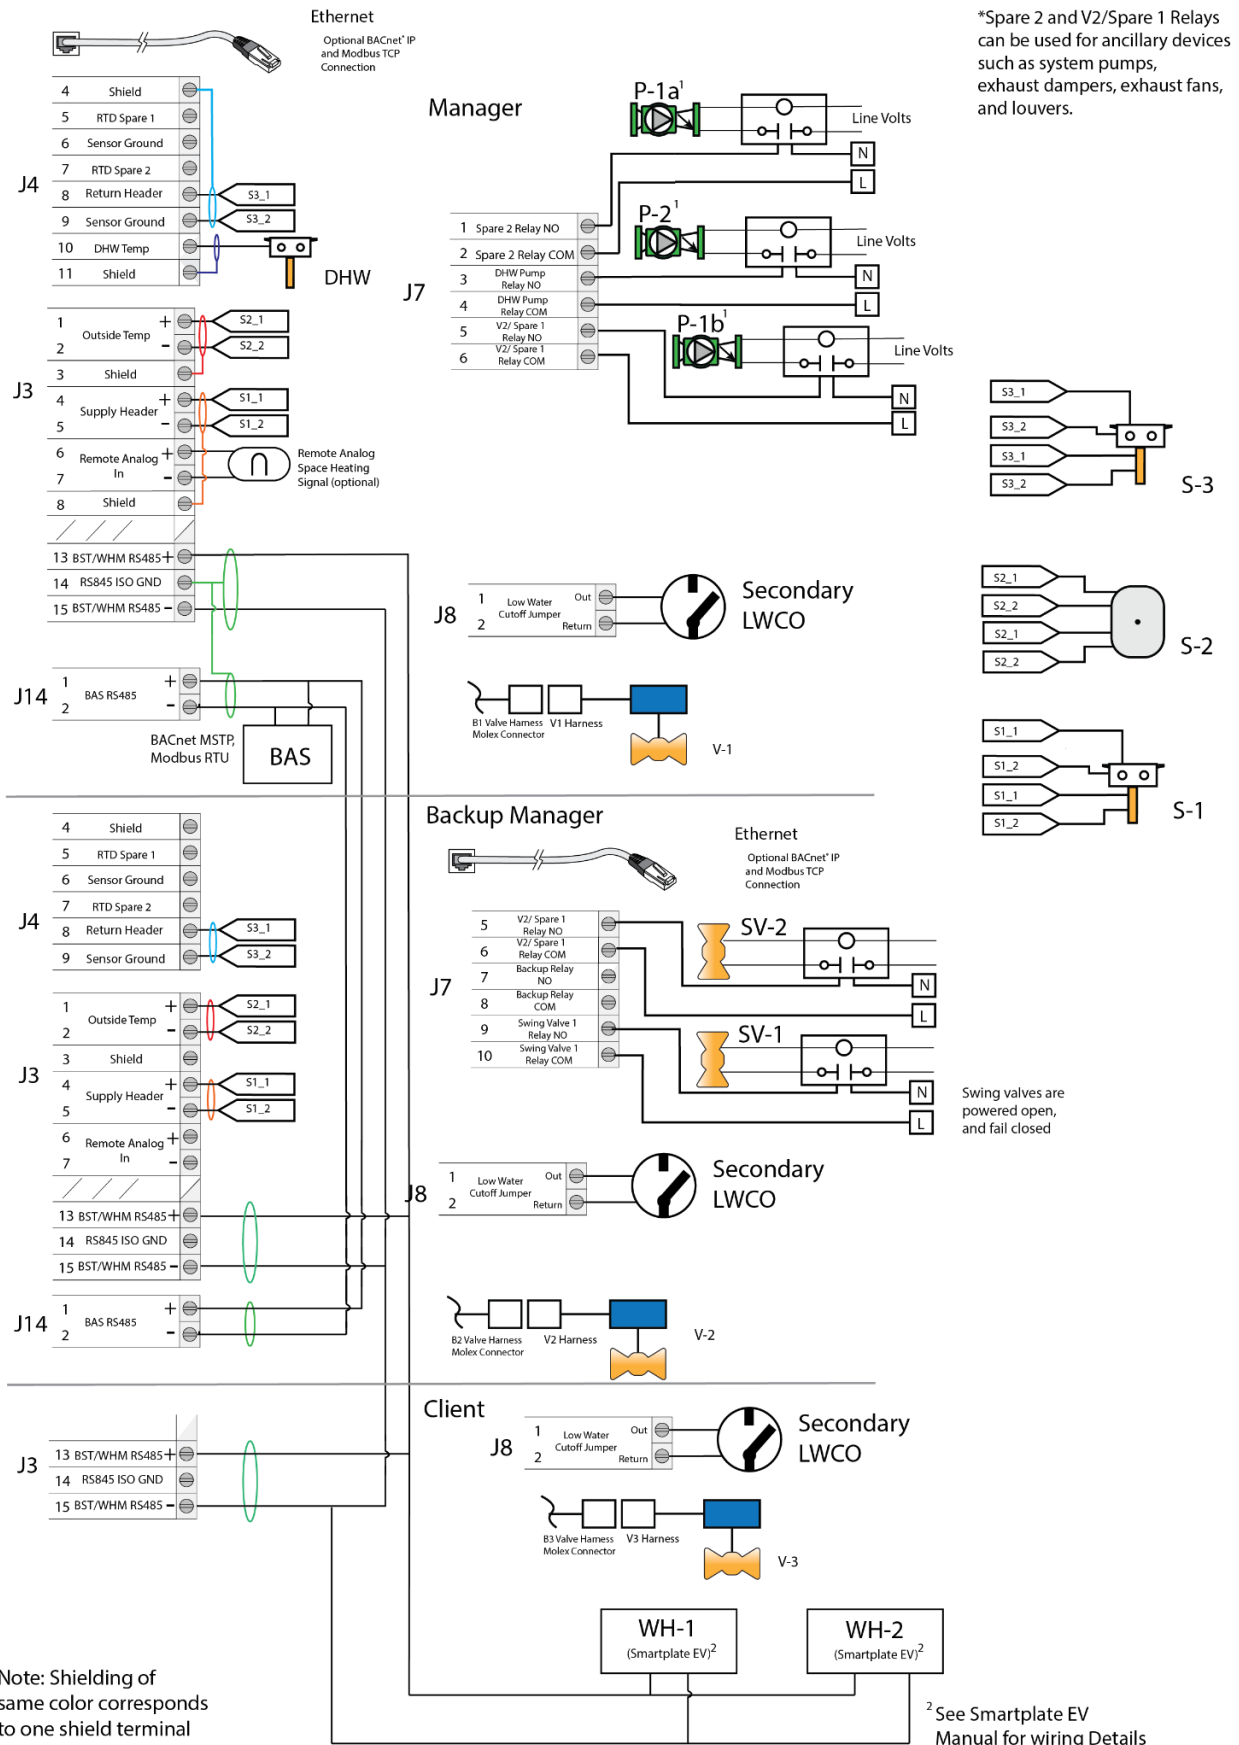 Ethernet
Optional BACnet* IP
and Modbus TCP
Connection
*Spare 2 and V2/Spare 1 Relays
can be used for ancillary devices
such as system pumps,
exhaust dampers, exhaust fans,
and louvers.
Manager
J4
4 Shield
5 RTD Spare 1
6 Sensor Ground
7 RTD Spare 2
8 Return Header
9 Sensor Ground
10 DHW Temp
11 Shield
S3_1
S3_2
DHW
J3
1 +
Outside Temp
2 -
3 Shield
4 +
Supply Header
5 -
6 +
Remote Analog
In
7 -
8 Shield
S2_1
S2_2
S1_1
S1_2
Remote Analog
Space Heating
Signal (optional)
13 BST/WHM RS485 +
14 RS845 ISO GND
15 BST/WHM RS485 -
J14
1 +
BAS RS485
2 -
BACnet MSTP,
Modbus RTU
BAS
J7
1 Spare 2 Relay NO
2 Spare 2 Relay COM
3 DHW Pump
Relay NO
4 DHW Pump
Relay COM
5 V2/ Spare 1
Relay NO
6 V2/ Spare 1
Relay COM
P-1a¹
Line Volts
N
L
P-2¹
Line Volts
N
L
P-1b¹
Line Volts
N
L
J8
1 Out
Low Water
Cutoff Jumper
2 Return
Secondary
LWCO
B1 Valve Harness
Molex Connector
V1 Harness
V-1
S3_1
S3_2
S3_1
S3_2
S-3
S2_1
S2_2
S2_1
S2_2
S-2
S1_1
S1_2
S1_1
S1_2
S-1
Backup Manager
Ethernet
Optional BACnet* IP
and Modbus TCP
Connection
J4
4 Shield
5 RTD Spare 1
6 Sensor Ground
7 RTD Spare 2
8 Return Header
9 Sensor Ground
S3_1
S3_2
J3
1 +
Outside Temp
2 -
3 Shield
4 +
Supply Header
5 -
6 +
Remote Analog
In
7 -
S2_1
S2_2
S1_1
S1_2
13 BST/WHM RS485 +
14 RS845 ISO GND
15 BST/WHM RS485 -
J14
1 +
BAS RS485
2 -
J7
5 V2/ Spare 1
Relay NO
6 V2/ Spare 1
Relay COM
7 Backup Relay
NO
8 Backup Relay
COM
9 Swing Valve 1
Relay NO
10 Swing Valve 1
Relay COM
SV-2
N
L
SV-1
N
L
Swing valves are
powered open,
and fail closed
J8
1 Out
Low Water
Cutoff Jumper
2 Return
Secondary
LWCO
B2 Valve Harness
Molex Connector
V2 Harness
V-2
Client
J3
13 BST/WHM RS485 +
14 RS845 ISO GND
15 BST/WHM RS485 -
J8
1 Out
Low Water
Cutoff Jumper
2 Return
Secondary
LWCO
B3 Valve Harness
Molex Connector
V3 Harness
V-3
WH-1
(Smartplate EV)²
WH-2
(Smartplate EV)²
Note: Shielding of
same color corresponds
to one shield terminal
² See Smartplate EV
Manual for wiring Details